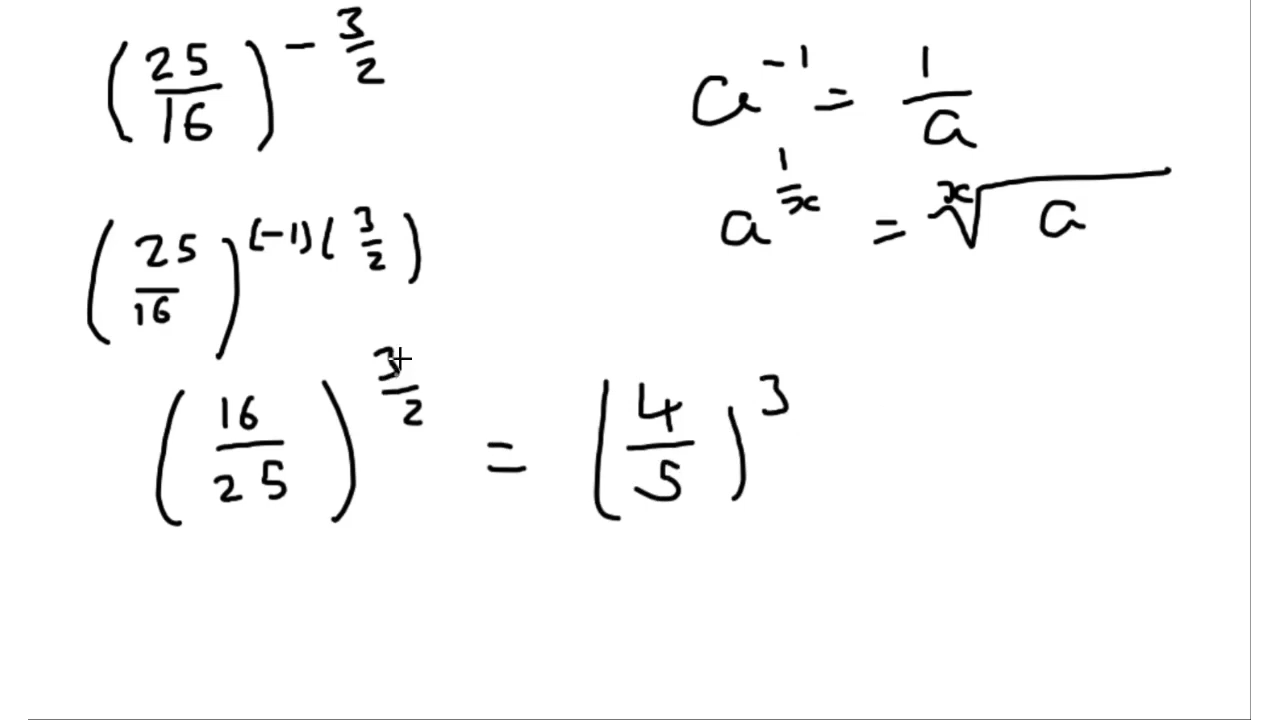 (25/16)^(-3/2)
a^(-1) = 1/a
a^(1/x) = ˣ√a
(25/16)^((-1)(3/2))
(16/25)^(3/2) = (4/5)^3